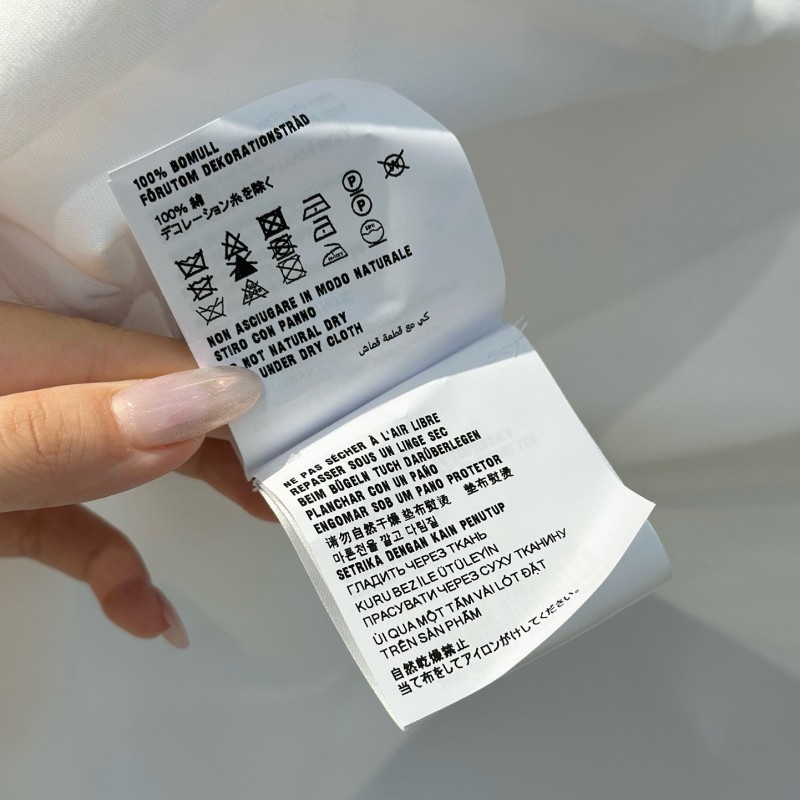 100% BOMULL
FÖRUTOM DEKORATIONSTRÅD
100% 綿
デコレーション糸を除く
P
P
NON ASCIUGARE IN MODO NATURALE
STIRO CON PANNO
NOT NATURAL DRY
UNDER DRY CLOTH
كي مع قطعة قماش
NE PAS SÉCHER À L'AIR LIBRE
REPASSER SOUS UN LINGE SEC
BEIM BÜGELN TUCH DARÜBERLEGEN
PLANCHAR CON UN PAÑO
ENGOMAR SOB UM PANO PROTETOR
请勿自然干燥 垫布熨烫 墊布熨燙
마른천을 깔고 다림질
SETRIKA DENGAN KAIN PENUTUP
ГЛАДИТЬ ЧЕРЕЗ ТКАНЬ
KURU BEZ İLE ÜTÜLEYİN
ПРАСУВАТИ ЧЕРЕЗ СУХУ ТКАНИНУ
ỦI QUA MỘT TẤM VẢI LÓT ĐẶT
TRÊN SẢN PHẨM
自然乾燥禁止
当て布をしてアイロンがけしてください。